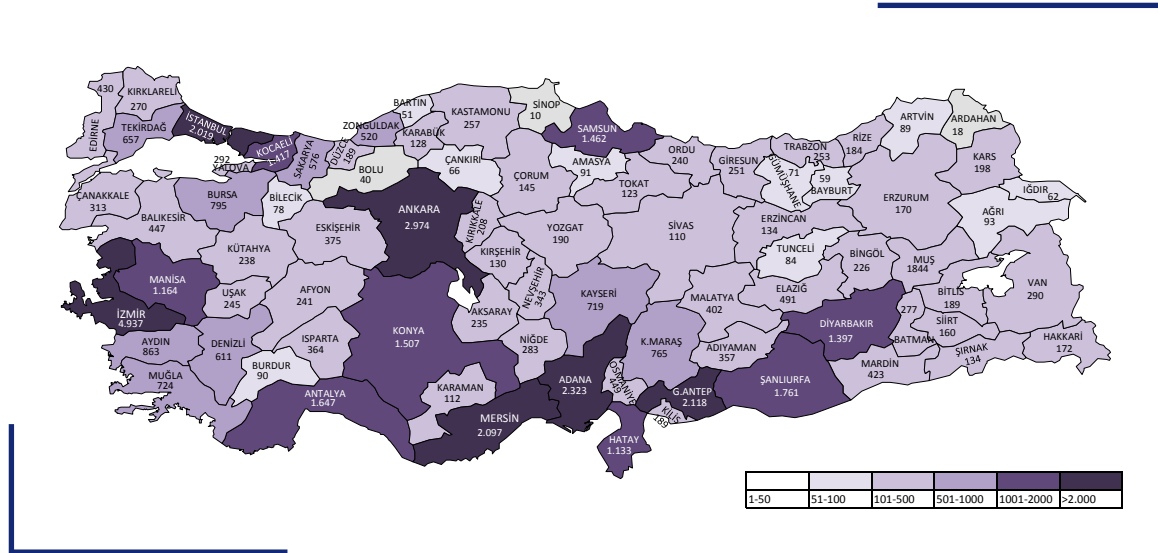 430
KIRKLARELİ
270
EDİRNE
TEKİRDAĞ
657
İSTANBUL
2.019
KOCAELİ
1.417
292
YALOVA
SAKARYA
576
DÜZCE
189
ZONGULDAK
520
BARTIN
51
KARABÜK
128
KASTAMONU
257
SİNOP
10
SAMSUN
1.462
ORDU
240
GİRESUN
251
TRABZON
253
RİZE
184
ARTVİN
89
ARDAHAN
18
KARS
198
IĞDIR
62
AĞRI
93
ERZURUM
170
59
BAYBURT
71
GÜMÜŞHANE
ERZİNCAN
134
TUNCELİ
84
BİNGÖL
226
MUŞ
1844
BİTLİS
189
VAN
290
HAKKARİ
172
ŞIRNAK
134
SİİRT
160
277
BATMAN
MARDİN
423
DİYARBAKIR
1.397
ELAZIĞ
491
MALATYA
402
ADIYAMAN
357
ŞANLIURFA
1.761
G.ANTEP
2.118
KİLİS
189
HATAY
1.133
OSMANİYE
449
K.MARAŞ
765
ADANA
2.323
MERSİN
2.097
KARAMAN
112
KONYA
1.507
NİĞDE
283
AKSARAY
235
NEVŞEHİR
343
KAYSERİ
719
SİVAS
110
TOKAT
123
AMASYA
91
ÇORUM
145
YOZGAT
190
KIRŞEHİR
130
KIRIKKALE
208
ÇANKIRI
66
ANKARA
2.974
BOLU
40
BİLECİK
78
ESKİŞEHİR
375
BURSA
795
BALIKESİR
447
ÇANAKKALE
313
KÜTAHYA
238
AFYON
241
UŞAK
245
MANİSA
1.164
İZMİR
4.937
AYDIN
863
DENİZLİ
611
MUĞLA
724
BURDUR
90
ISPARTA
364
ANTALYA
1.647
1-50
51-100
101-500
501-1000
1001-2000
>2.000